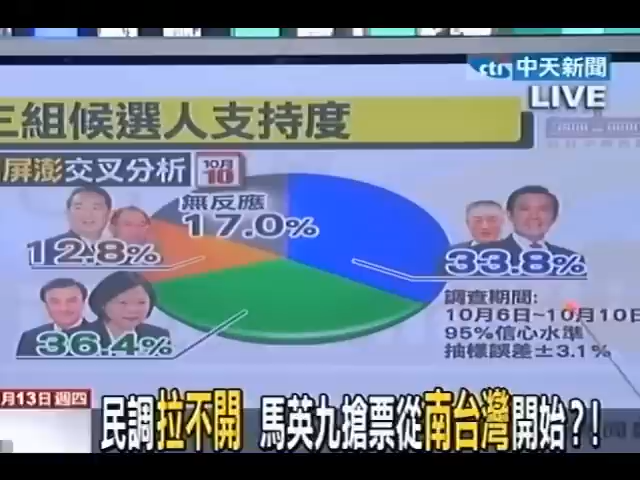 ctn 中天新聞
LIVE
三組候選人支持度
屏澎交叉分析 10月 10
無反應
17.0%
12.8%
33.8%
36.4%
調查期間:
10月6日~10月10日
95%信心水準
抽樣誤差±3.1%
月13日週四
民調拉不開 馬英九搶票從南台灣開始?!